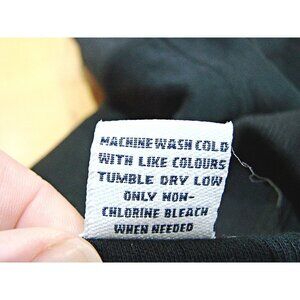 MACHINE WASH COLD
WITH LIKE COLOURS
TUMBLE DRY LOW
ONLY NON-
CHLORINE BLEACH
WHEN NEEDED